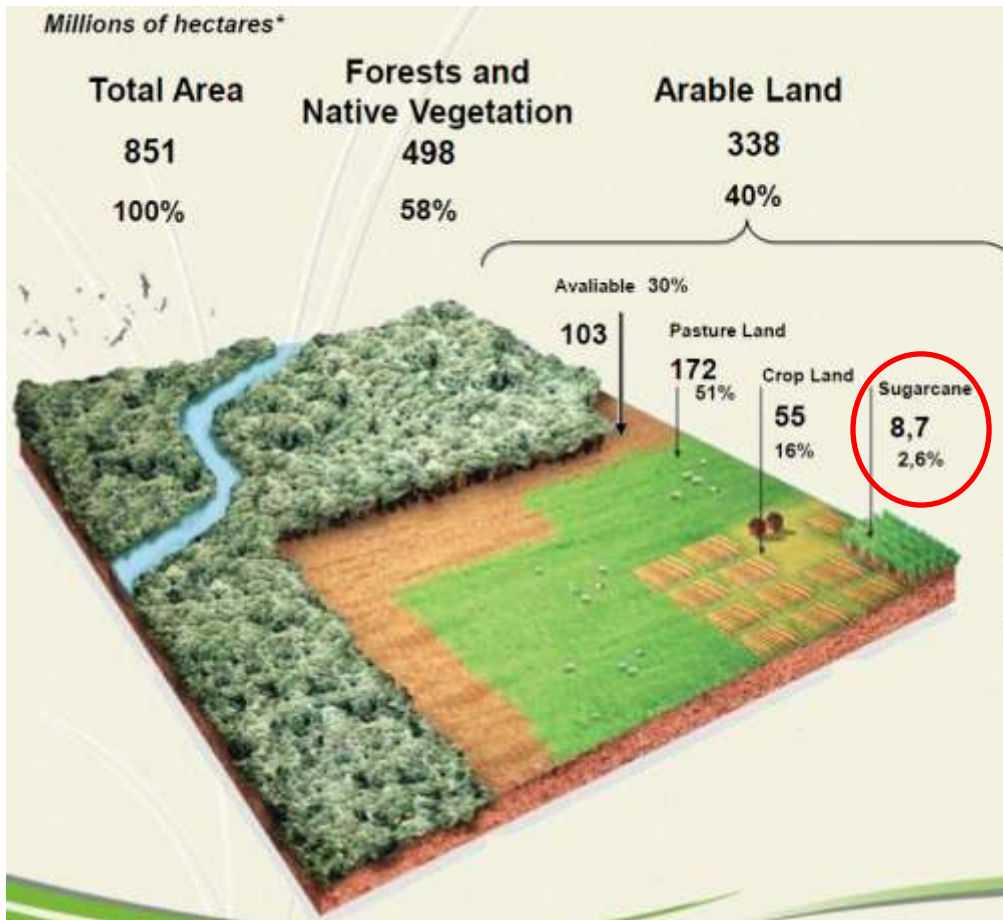 Millions of hectares*
Total Area
851
100%
Forests and
Native Vegetation
498
58%
Arable Land
338
40%
Avaliable 30%
103
Pasture Land
172
51%
Crop Land
55
16%
Sugarcane
8,7
2,6%